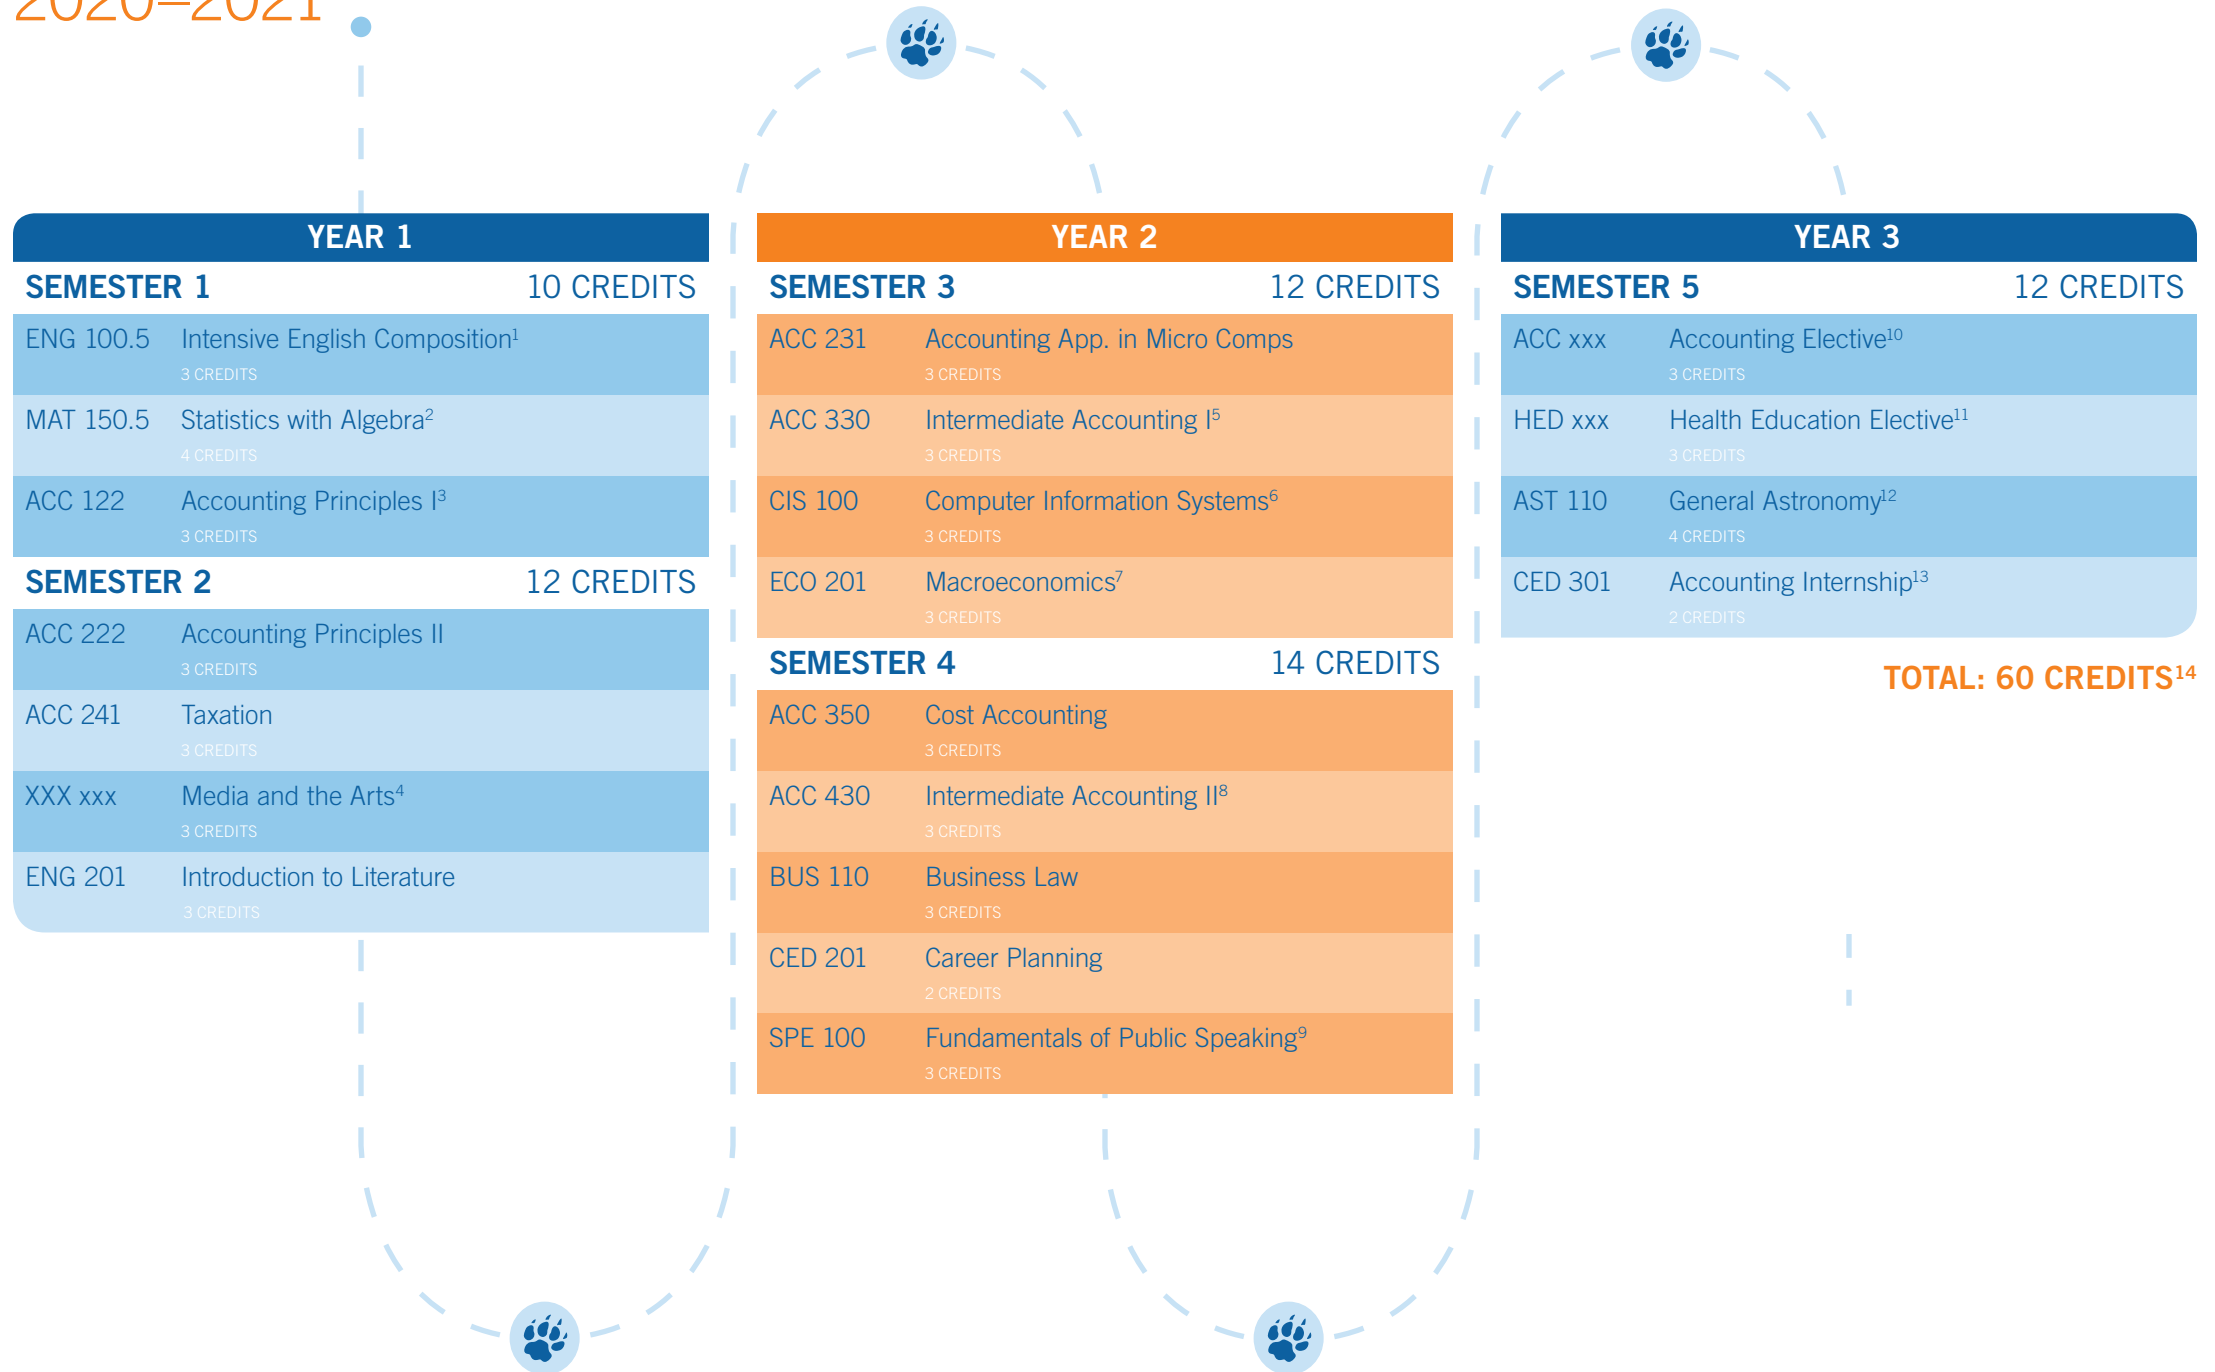 2020–2021
YEAR 1
SEMESTER 1 10 CREDITS
ENG 100.5 Intensive English Composition¹
3 CREDITS
MAT 150.5 Statistics with Algebra²
4 CREDITS
ACC 122 Accounting Principles I³
3 CREDITS
SEMESTER 2 12 CREDITS
ACC 222 Accounting Principles II
3 CREDITS
ACC 241 Taxation
3 CREDITS
XXX xxx Media and the Arts⁴
3 CREDITS
ENG 201 Introduction to Literature
3 CREDITS
YEAR 2
SEMESTER 3 12 CREDITS
ACC 231 Accounting App. in Micro Comps
3 CREDITS
ACC 330 Intermediate Accounting I⁵
3 CREDITS
CIS 100 Computer Information Systems⁶
3 CREDITS
ECO 201 Macroeconomics⁷
3 CREDITS
SEMESTER 4 14 CREDITS
ACC 350 Cost Accounting
3 CREDITS
ACC 430 Intermediate Accounting II⁸
3 CREDITS
BUS 110 Business Law
3 CREDITS
CED 201 Career Planning
2 CREDITS
SPE 100 Fundamentals of Public Speaking⁹
3 CREDITS
YEAR 3
SEMESTER 5 12 CREDITS
ACC xxx Accounting Elective¹⁰
3 CREDITS
HED xxx Health Education Elective¹¹
3 CREDITS
AST 110 General Astronomy¹²
4 CREDITS
CED 301 Accounting Internship¹³
2 CREDITS
TOTAL: 60 CREDITS¹⁴